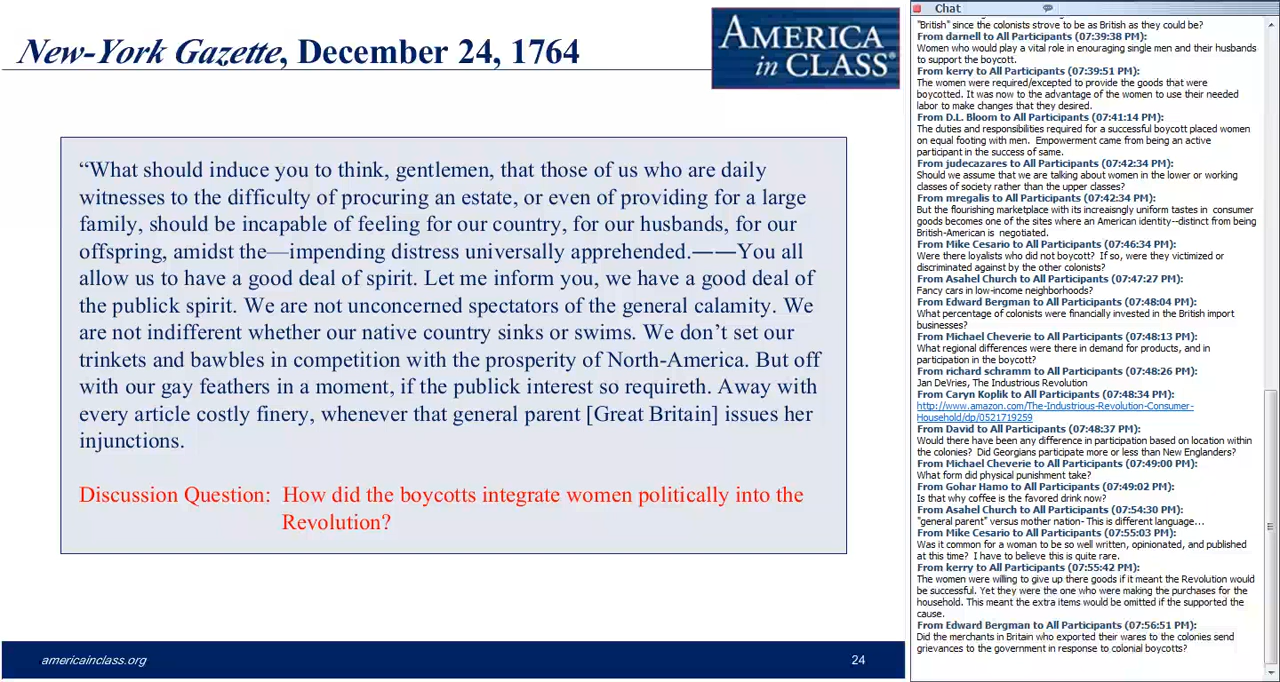 New-York Gazette, December 24, 1764
AMERICA
in CLASS®
“What should induce you to think, gentlemen, that those of us who are daily
witnesses to the difficulty of procuring an estate, or even of providing for a large
family, should be incapable of feeling for our country, for our husbands, for our
offspring, amidst the—impending distress universally apprehended.——You all
allow us to have a good deal of spirit. Let me inform you, we have a good deal of
the publick spirit. We are not unconcerned spectators of the general calamity. We
are not indifferent whether our native country sinks or swims. We don’t set our
trinkets and bawbles in competition with the prosperity of North-America. But off
with our gay feathers in a moment, if the publick interest so requireth. Away with
every article costly finery, whenever that general parent [Great Britain] issues her
injunctions.
Discussion Question: How did the boycotts integrate women politically into the
Revolution?
americainclass.org
24
Chat
"British" since the colonists strove to be as British as they could be?
From darnell to All Participants (07:39:38 PM):
Women who would play a vital role in enouraging single men and their husbands
to support the boycott.
From kerry to All Participants (07:39:51 PM):
The women were required/excepted to provide the goods that were
boycotted. It was now to the advantage of the women to use their needed
labor to make changes that they desired.
From D.L. Bloom to All Participants (07:41:14 PM):
The duties and responsibilities required for a successful boycott placed women
on equal footing with men. Empowerment came from being an active
participant in the success of same.
From judecazares to All Participants (07:42:34 PM):
Should we assume that we are talking about women in the lower or working
classes of society rather than the upper classes?
From mregalis to All Participants (07:42:34 PM):
But the flourishing marketplace with its increaisngly uniform tastes in consumer
goods becomes one of the sites where an American identity--distinct from being
British-American is negotiated.
From Mike Cesario to All Participants (07:46:34 PM):
Were there loyalists who did not boycott? If so, were they victimized or
discriminated against by the other colonists?
From Asahel Church to All Participants (07:47:27 PM):
Fancy cars in low-income neighborhoods?
From Edward Bergman to All Participants (07:48:04 PM):
What percentage of colonists were financially invested in the British import
businesses?
From Michael Cheverie to All Participants (07:48:13 PM):
What regional differences were there in demand for products, and in
participation in the boycott?
From richard schramm to All Participants (07:48:26 PM):
Jan DeVries, The Industrious Revolution
From Caryn Koplik to All Participants (07:48:34 PM):
http://www.amazon.com/The-Industrious-Revolution-Consumer-
Household/dp/0521719259
From David to All Participants (07:48:37 PM):
Would there have been any difference in participation based on location within
the colonies? Did Georgians participate more or less than New Englanders?
From Michael Cheverie to All Participants (07:49:00 PM):
What form did physical punishment take?
From Gohar Hamo to All Participants (07:49:02 PM):
Is that why coffee is the favored drink now?
From Asahel Church to All Participants (07:54:30 PM):
"general parent" versus mother nation- This is different language...
From Mike Cesario to All Participants (07:55:03 PM):
Was it common for a woman to be so well written, opinionated, and published
at this time? I have to believe this is quite rare.
From kerry to All Participants (07:55:42 PM):
The women were willing to give up there goods if it meant the Revolution would
be successful. Yet they were the one who were making the purchases for the
household. This meant the extra items would be omitted if the supported the
cause.
From Edward Bergman to All Participants (07:56:51 PM):
Did the merchants in Britain who exported their wares to the colonies send
grievances to the government in response to colonial boycotts?